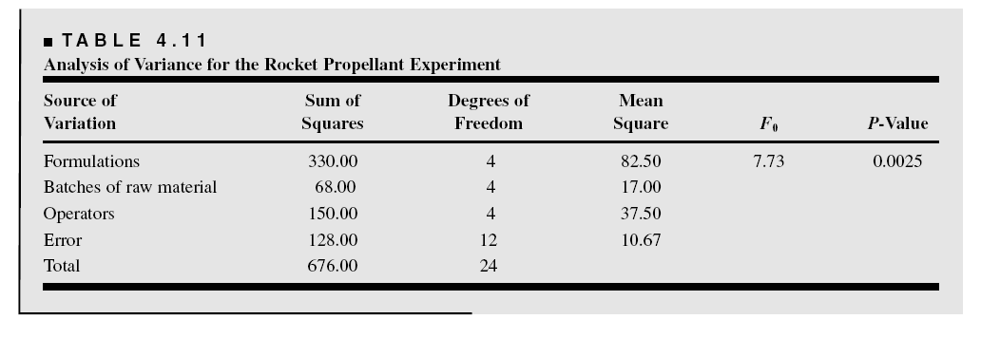 ■ TABLE 4.11
Analysis of Variance for the Rocket Propellant Experiment
Source of Variation Sum of Squares Degrees of Freedom Mean Square F₀ P-Value
Formulations 330.00 4 82.50 7.73 0.0025
Batches of raw material 68.00 4 17.00
Operators 150.00 4 37.50
Error 128.00 12 10.67
Total 676.00 24